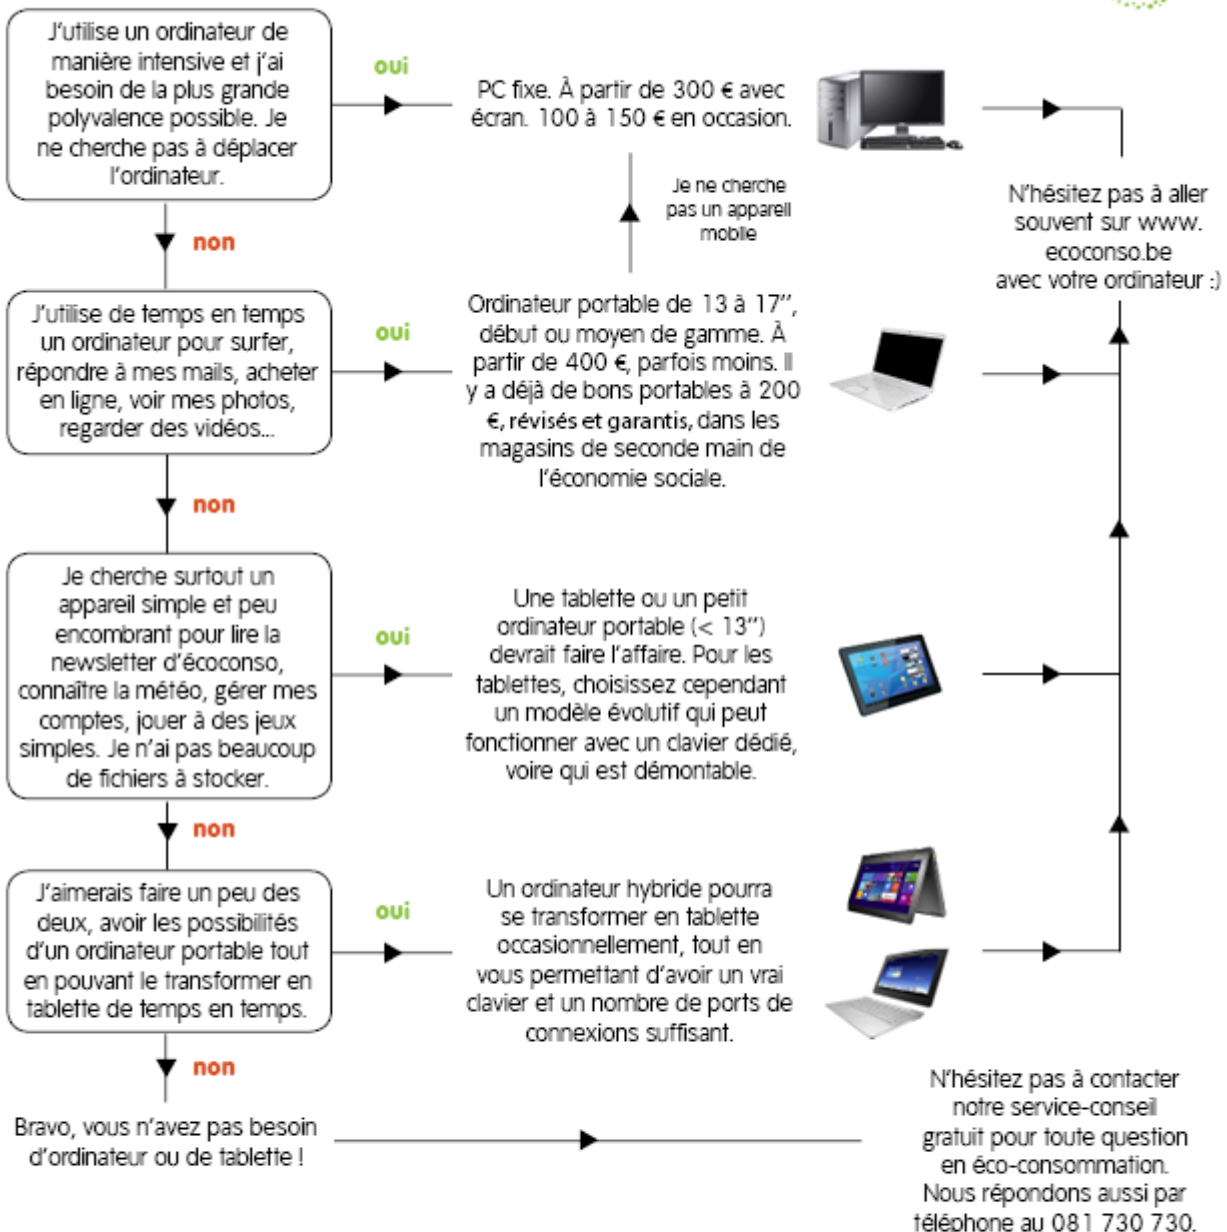 J'utilise un ordinateur de
manière intensive et j'ai
besoin de la plus grande
polyvalence possible. Je
ne cherche pas à déplacer
l'ordinateur.
oui
PC fixe. À partir de 300 € avec
écran. 100 à 150 € en occasion.
non
Je ne cherche
pas un appareil
mobile
N'hésitez pas à aller
souvent sur www.
ecoconso.be
avec votre ordinateur :)
J'utilise de temps en temps
un ordinateur pour surfer,
répondre à mes mails, acheter
en ligne, voir mes photos,
regarder des vidéos...
oui
Ordinateur portable de 13 à 17'',
début ou moyen de gamme. À
partir de 400 €, parfois moins. Il
y a déjà de bons portables à 200
€, révisés et garantis, dans les
magasins de seconde main de
l'économie sociale.
non
Je cherche surtout un
appareil simple et peu
encombrant pour lire la
newsletter d'écoconso,
connaître la météo, gérer mes
comptes, jouer à des jeux
simples. Je n'ai pas beaucoup
de fichiers à stocker.
oui
Une tablette ou un petit
ordinateur portable (< 13'')
devrait faire l'affaire. Pour les
tablettes, choisissez cependant
un modèle évolutif qui peut
fonctionner avec un clavier dédié,
voire qui est démontable.
non
J'aimerais faire un peu des
deux, avoir les possibilités
d'un ordinateur portable tout
en pouvant le transformer en
tablette de temps en temps.
oui
Un ordinateur hybride pourra
se transformer en tablette
occasionnellement, tout en
vous permettant d'avoir un vrai
clavier et un nombre de ports de
connexions suffisant.
non
Bravo, vous n'avez pas besoin
d'ordinateur ou de tablette !
N'hésitez pas à contacter
notre service-conseil
gratuit pour toute question
en éco-consommation.
Nous répondons aussi par
téléphone au 081 730 730.